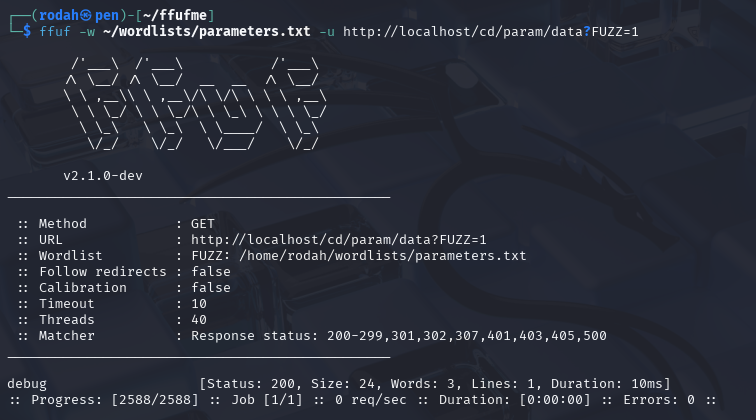 ┌──(rodah㉿pen)-[~/ffufme]
└─$ ffuf -w ~/wordlists/parameters.txt -u http://localhost/cd/param/data?FUZZ=1
        /'___\  /'___\           /'___\
       /\ \__/ /\ \__/  __  __  /\ \__/
       \ \ ,__\\ \ ,__\/\ \/\ \ \ \ ,__\
        \ \ \_/ \ \ \_/\ \ \_\ \ \ \ \_/
         \ \_\   \ \_\  \ \____/  \ \_\
          \/_/    \/_/   \/___/    \/_/
       v2.1.0-dev
________________________________________________
 :: Method           : GET
 :: URL              : http://localhost/cd/param/data?FUZZ=1
 :: Wordlist         : FUZZ: /home/rodah/wordlists/parameters.txt
 :: Follow redirects : false
 :: Calibration      : false
 :: Timeout          : 10
 :: Threads          : 40
 :: Matcher          : Response status: 200-299,301,302,307,401,403,405,500
________________________________________________
debug                   [Status: 200, Size: 24, Words: 3, Lines: 1, Duration: 10ms]
:: Progress: [2588/2588] :: Job [1/1] :: 0 req/sec :: Duration: [0:00:00] :: Errors: 0 ::